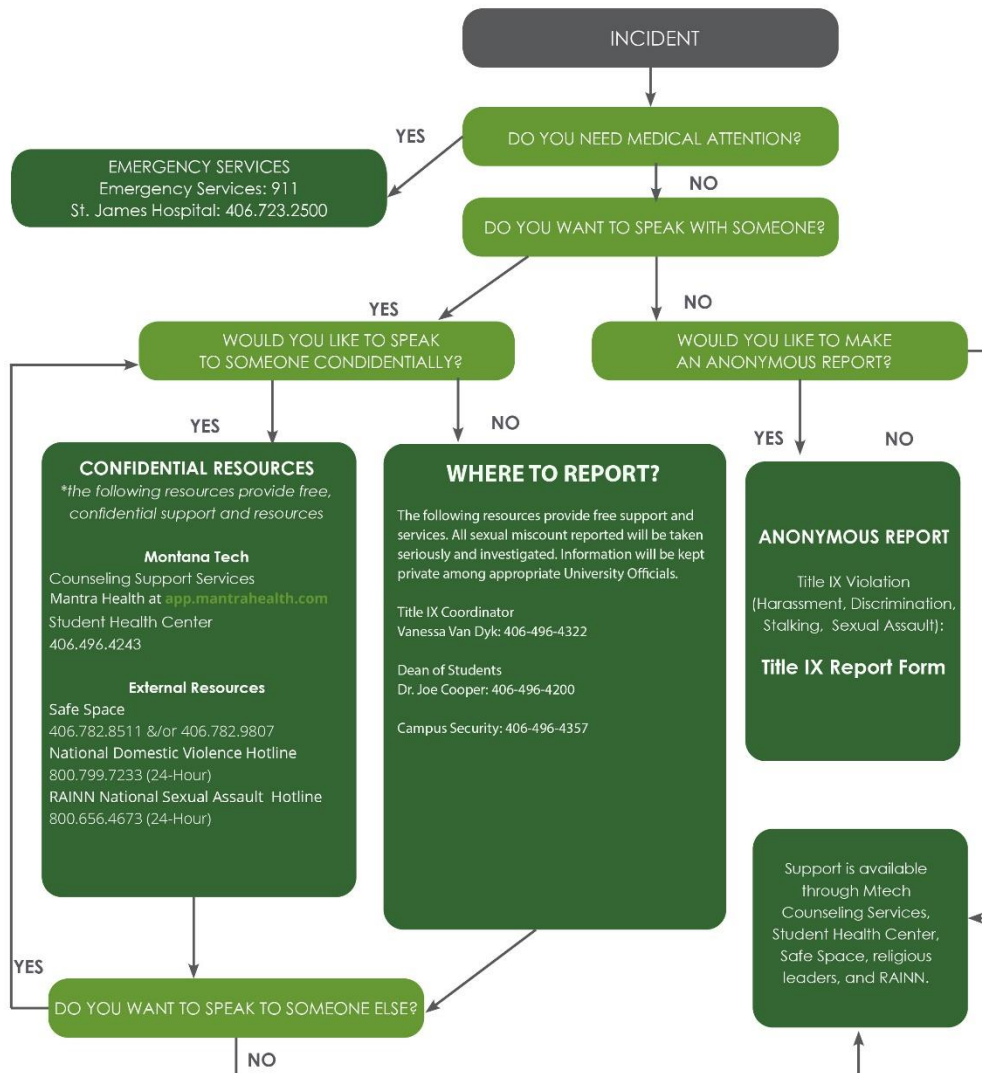 INCIDENT
DO YOU NEED MEDICAL ATTENTION?
YES
EMERGENCY SERVICES
Emergency Services: 911
St. James Hospital: 406.723.2500
NO
DO YOU WANT TO SPEAK WITH SOMEONE?
YES
NO
WOULD YOU LIKE TO SPEAK
TO SOMEONE CONDIDENTIALLY?
WOULD YOU LIKE TO MAKE
AN ANONYMOUS REPORT?
YES
NO
YES
NO
CONFIDENTIAL RESOURCES
*the following resources provide free,
confidential support and resources
Montana Tech
Counseling Support Services
Mantra Health at app.mantrahealth.com
Student Health Center
406.496.4243
External Resources
Safe Space
406.782.8511 &/or 406.782.9807
National Domestic Violence Hotline
800.799.7233 (24-Hour)
RAINN National Sexual Assault Hotline
800.656.4673 (24-Hour)
WHERE TO REPORT?
The following resources provide free support and
services. All sexual miscount reported will be taken
seriously and investigated. Information will be kept
private among appropriate University Officials.
Title IX Coordinator
Vanessa Van Dyk: 406-496-4322
Dean of Students
Dr. Joe Cooper: 406-496-4200
Campus Security: 406-496-4357
ANONYMOUS REPORT
Title IX Violation
(Harassment, Discrimination,
Stalking, Sexual Assault):
Title IX Report Form
Support is available
through Mtech
Counseling Services,
Student Health Center,
Safe Space, religious
leaders, and RAINN.
YES
DO YOU WANT TO SPEAK TO SOMEONE ELSE?
NO